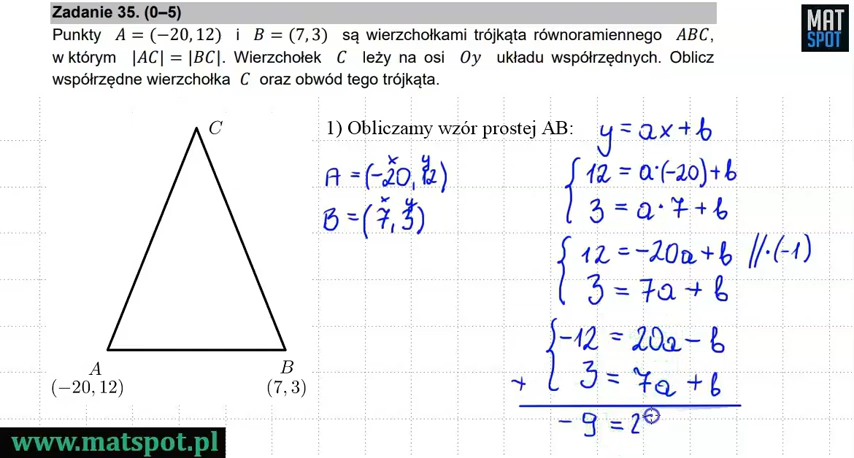 Zadanie 35. (0–5)
MAT
SPOT
Punkty A = (−20, 12) i B = (7, 3) są wierzchołkami trójkąta równoramiennego ABC,
w którym |AC| = |BC|. Wierzchołek C leży na osi Oy układu współrzędnych. Oblicz
współrzędne wierzchołka C oraz obwód tego trójkąta.
C
1) Obliczamy wzór prostej AB: y = ax + b
x y
A = (−20, 12)
x y
B = (7, 3)
12 = a·(−20) + b
3 = a·7 + b
12 = −20a + b //·(−1)
3 = 7a + b
−12 = 20a − b
+ 3 = 7a + b
−9 = 2
A B
(−20, 12) (7, 3)
www.matspot.pl